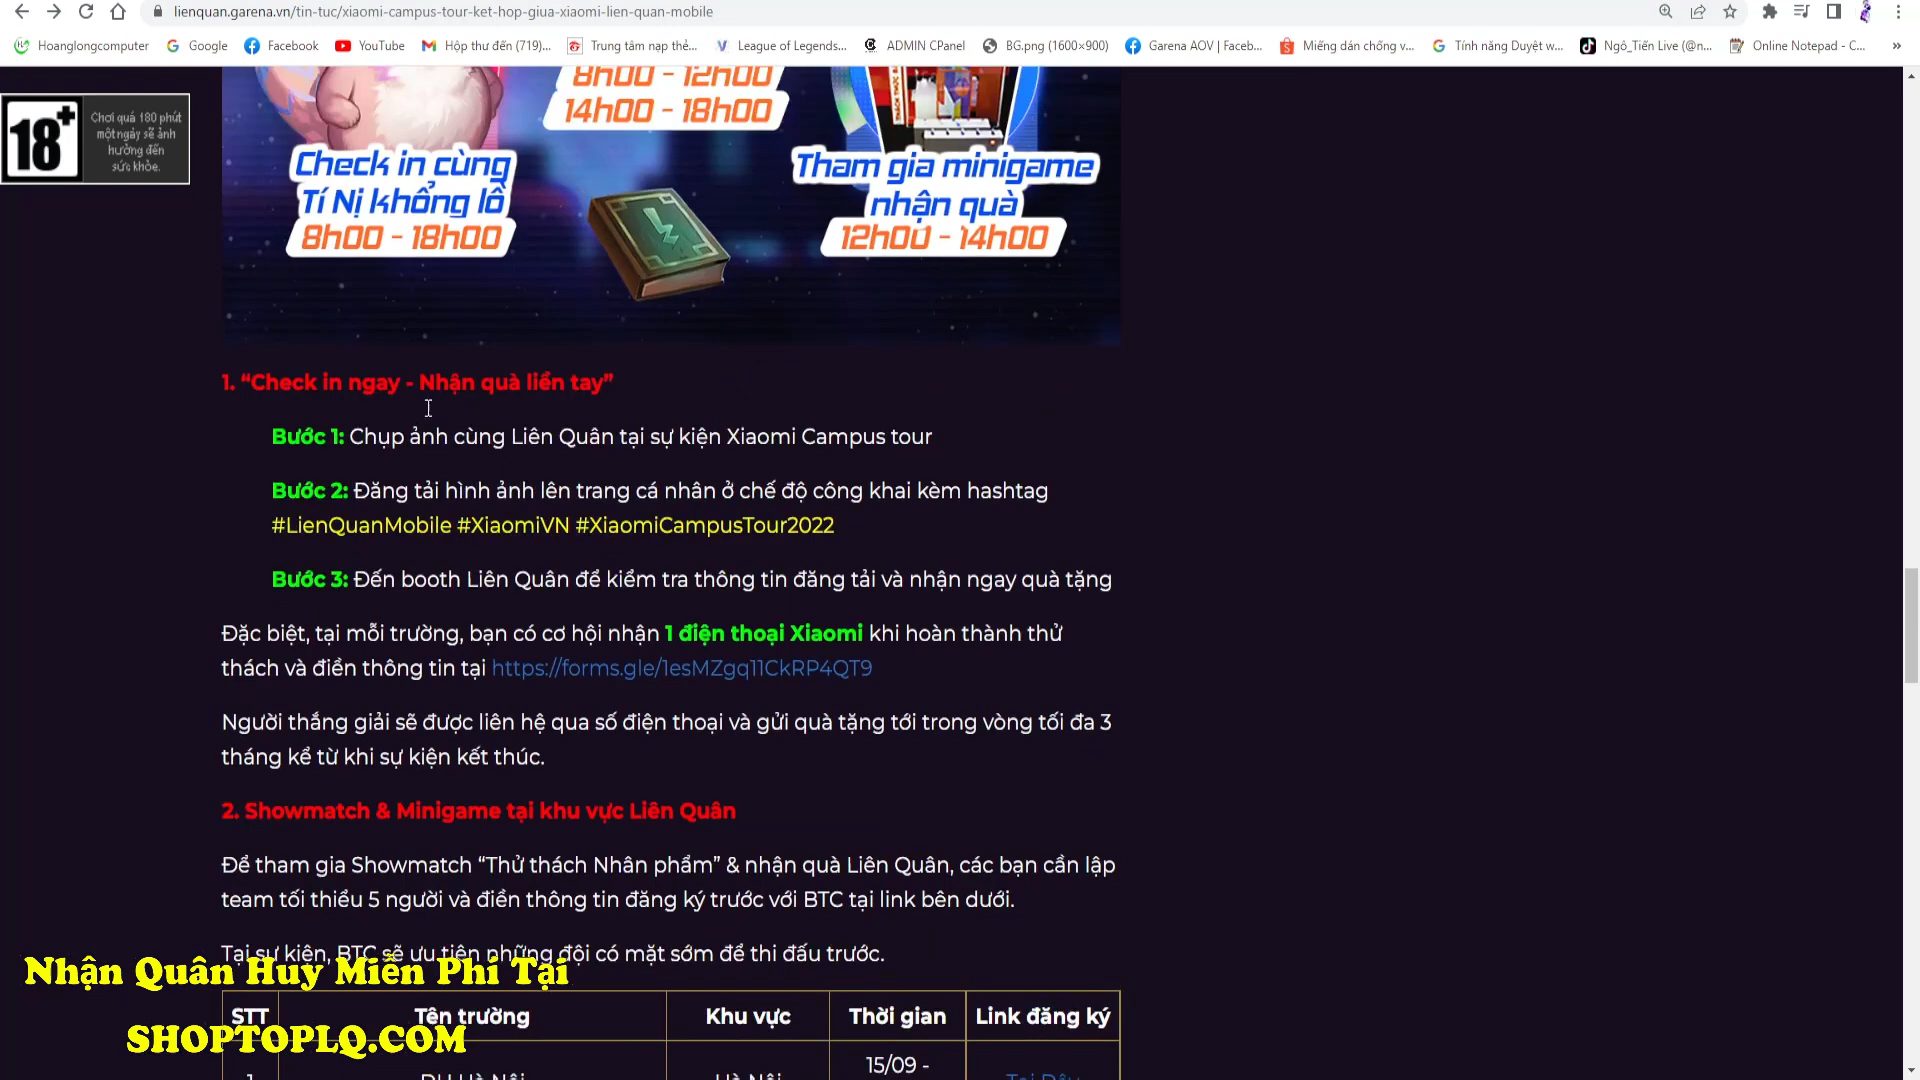 lienquan.garena.vn/tin-tuc/xiaomi-campus-tour-ket-hop-giua-xiaomi-lien-quan-mobile
Hoanglongcomputer Google Facebook YouTube Hộp thư đến (719)... Trung tâm nạp thẻ... League of Legends... ADMIN CPanel BG.png (1600×900) Garena AOV | Faceb... Miếng dán chống v... Tính năng Duyệt w... Ngô_Tiến Live (@n... Online Notepad - C... »
18+
Chơi quá 180 phút
một ngày sẽ ảnh
hưởng đến
sức khỏe.
8h00 - 12h00
14h00 - 18h00
Check in cùng
Tí Nị khổng lồ
8h00 - 18h00
Tham gia minigame
nhận quà
12h00 - 14h00
1. “Check in ngay - Nhận quà liền tay”
Bước 1: Chụp ảnh cùng Liên Quân tại sự kiện Xiaomi Campus tour
Bước 2: Đăng tải hình ảnh lên trang cá nhân ở chế độ công khai kèm hashtag
#LienQuanMobile #XiaomiVN #XiaomiCampusTour2022
Bước 3: Đến booth Liên Quân để kiểm tra thông tin đăng tải và nhận ngay quà tặng
Đặc biệt, tại mỗi trường, bạn có cơ hội nhận 1 điện thoại Xiaomi khi hoàn thành thử
thách và điền thông tin tại https://forms.gle/1esMZgq11CkRP4QT9
Người thắng giải sẽ được liên hệ qua số điện thoại và gửi quà tặng tới trong vòng tối đa 3
tháng kể từ khi sự kiện kết thúc.
2. Showmatch & Minigame tại khu vực Liên Quân
Để tham gia Showmatch “Thử thách Nhân phẩm” & nhận quà Liên Quân, các bạn cần lập
team tối thiểu 5 người và điền thông tin đăng ký trước với BTC tại link bên dưới.
Tại sự kiện, BTC sẽ ưu tiên những đội có mặt sớm để thi đấu trước.
Nhận Quân Huy Miễn Phí Tại
SHOPTOPLQ.COM
STT Tên trường Khu vực Thời gian Link đăng ký
1 ĐH Hà Nội Hà Nội 15/09 - Tại Đây